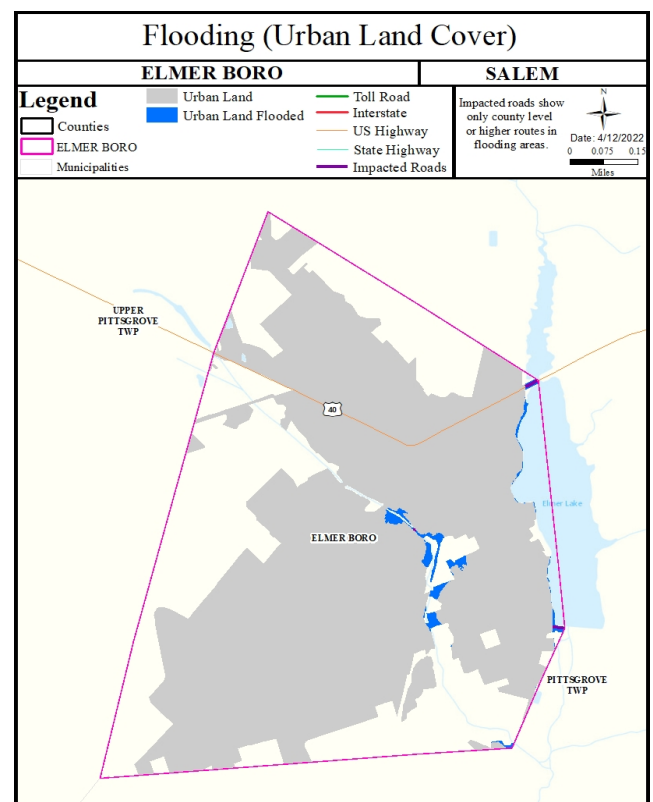 Flooding (Urban Land Cover)
ELMER BORO
SALEM
Legend
Counties
ELMER BORO
Municipalities
Urban Land
Urban Land Flooded
Toll Road
Interstate
US Highway
State Highway
Impacted Roads
Impacted roads show
only county level
or higher routes in
flooding areas.
N
Date: 4/12/2022
0 0.075 0.15
Miles
UPPER
PITTSGROVE
TWP
40
Elmer Lake
ELMER BORO
PITTSGROVE
TWP